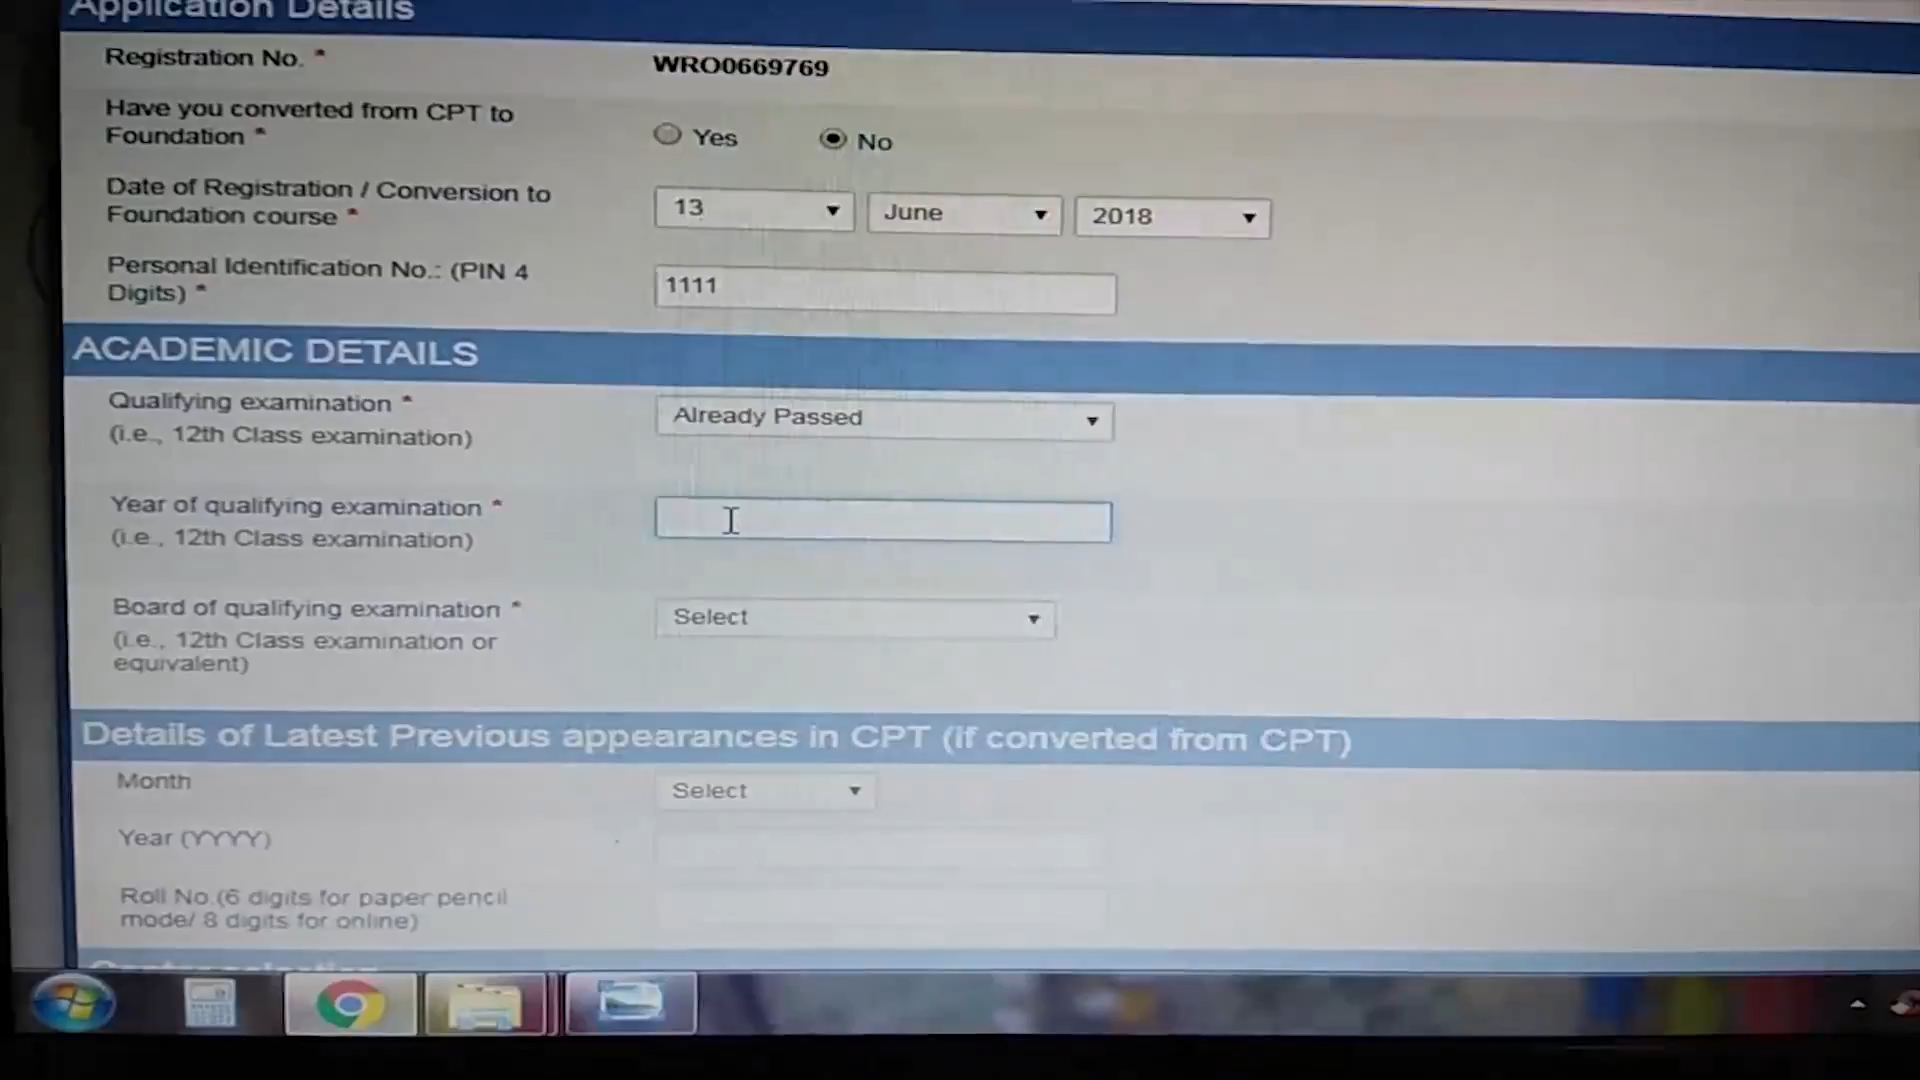 Application Details
Registration No. *
WRO0669769
Have you converted from CPT to
Foundation *
Yes
No
Date of Registration / Conversion to
Foundation course *
13
June
2018
Personal Identification No.: (PIN 4
Digits) *
1111
ACADEMIC DETAILS
Qualifying examination *
(i.e., 12th Class examination)
Already Passed
Year of qualifying examination *
(i.e., 12th Class examination)
Board of qualifying examination *
(i.e., 12th Class examination or
equivalent)
Select
Details of Latest Previous appearances in CPT (if converted from CPT)
Month
Select
Year (YYYY)
Roll No.(6 digits for paper pencil
mode/ 8 digits for online)